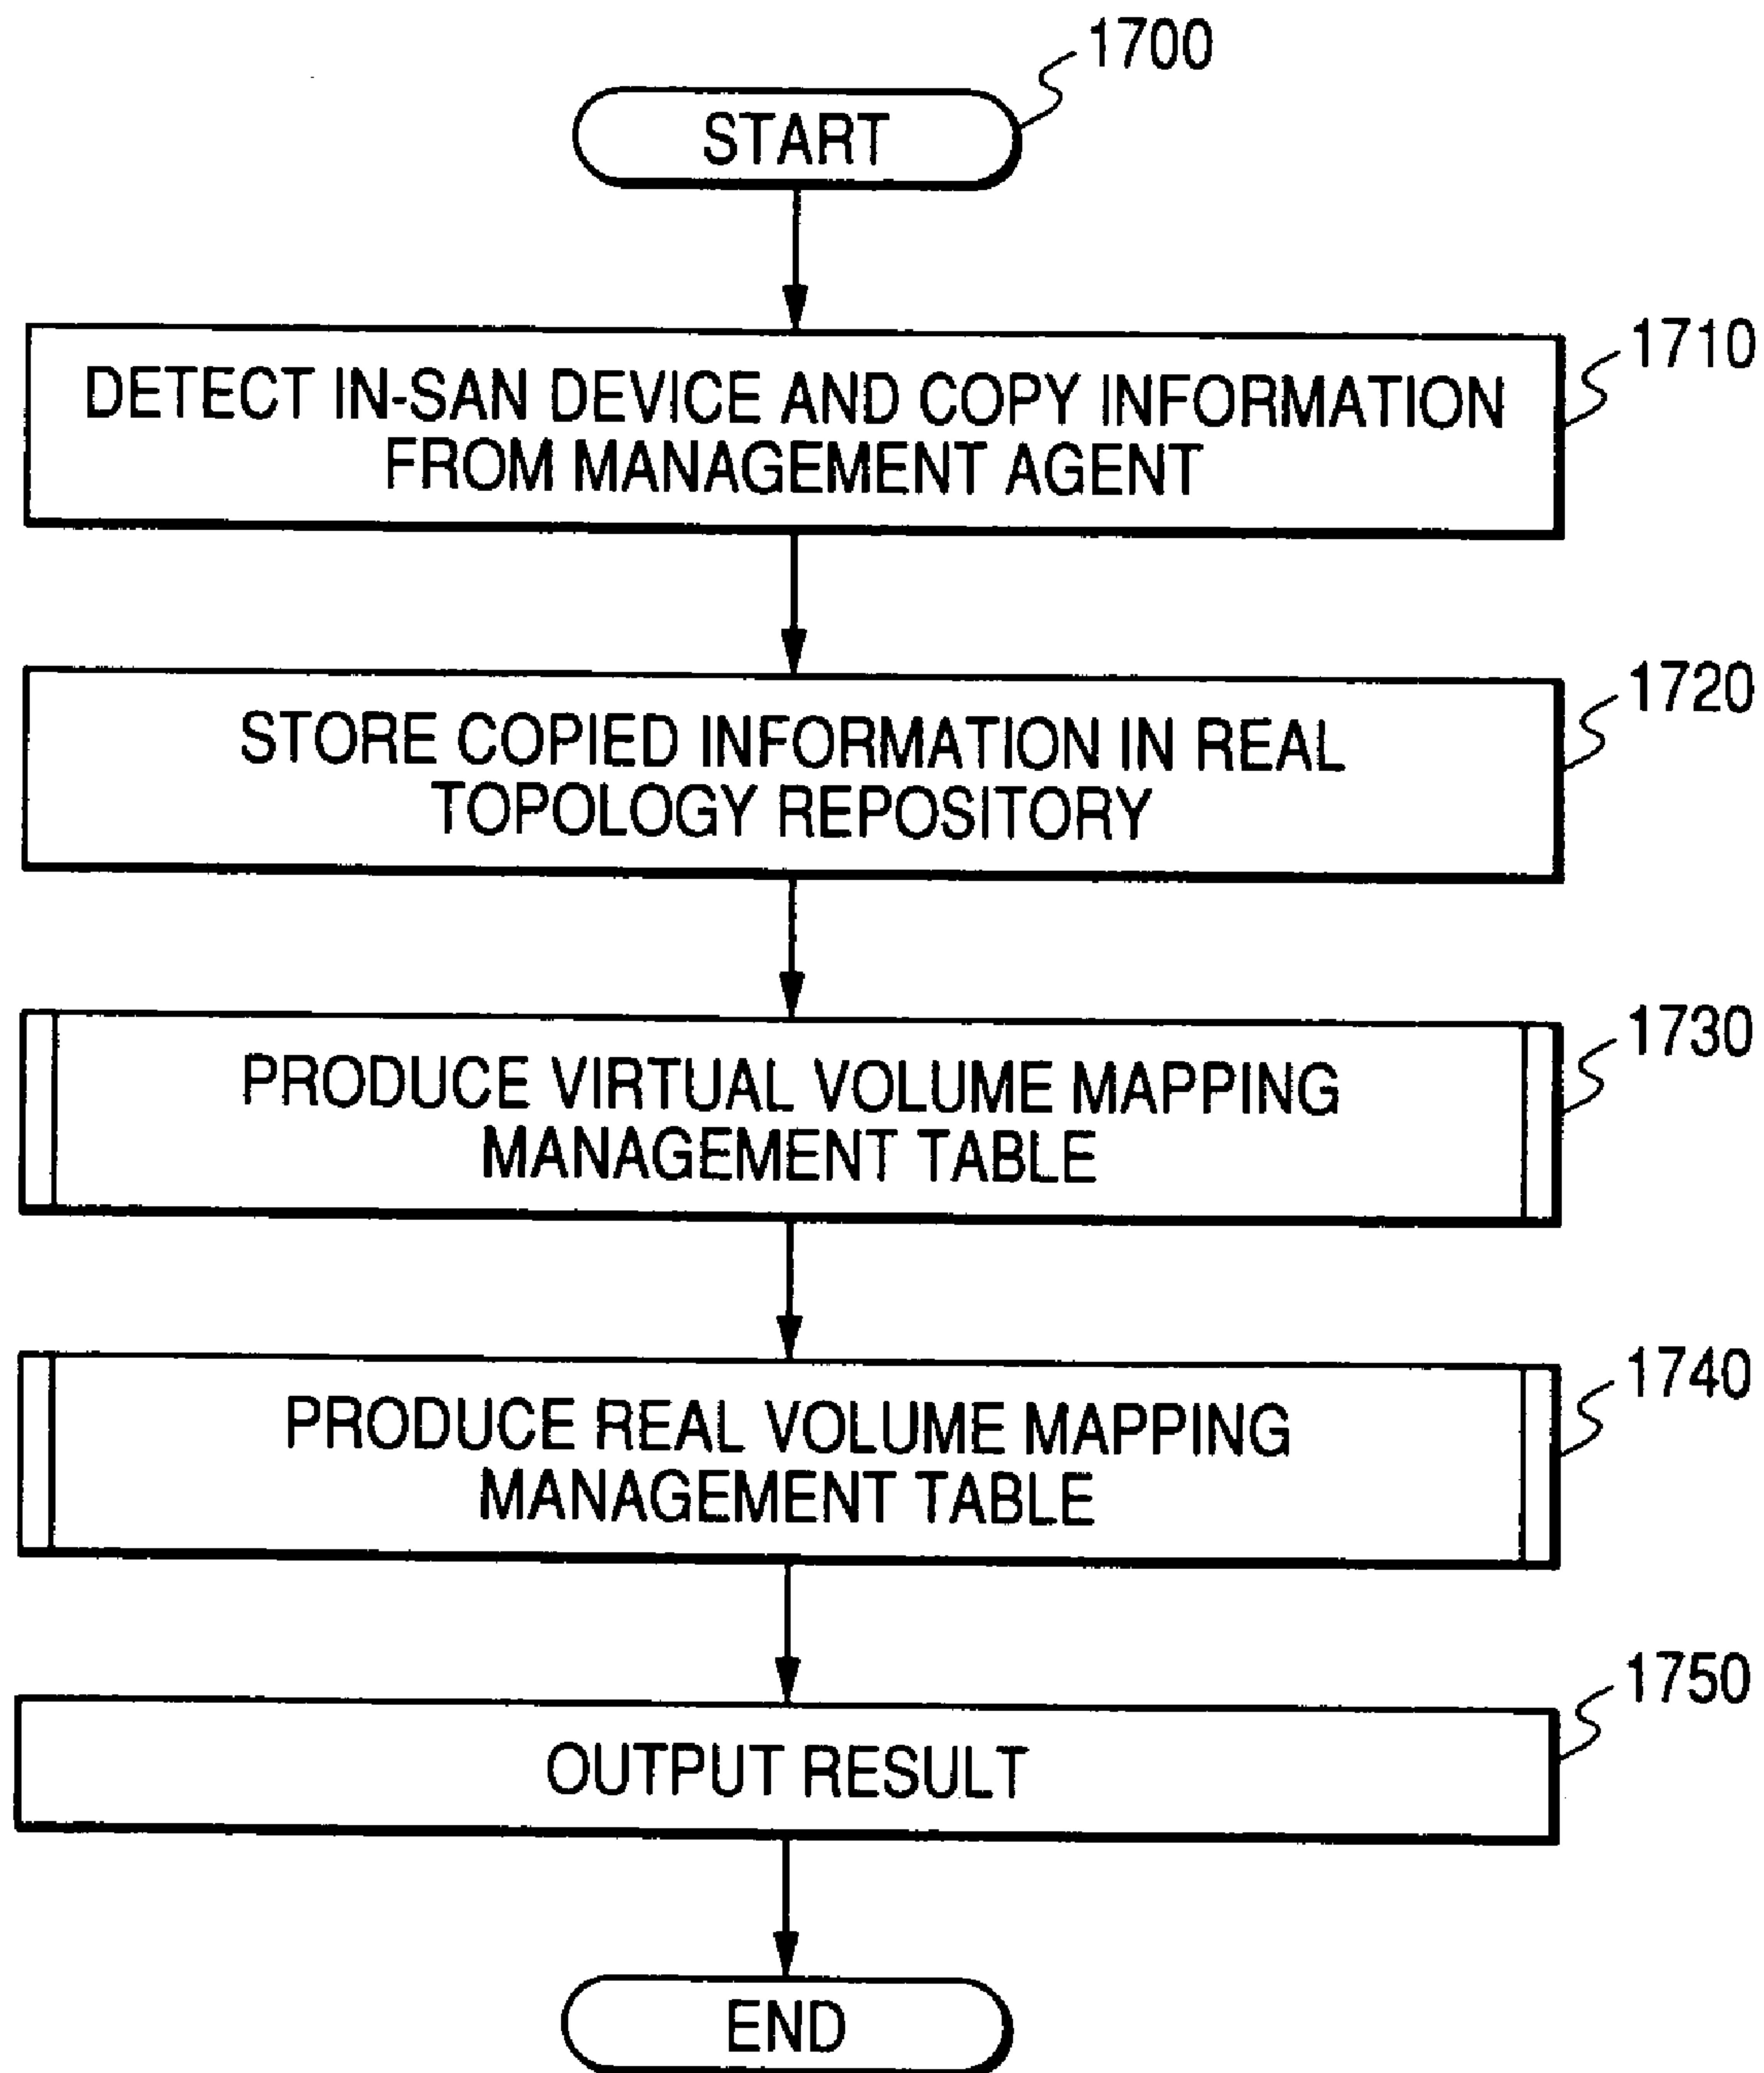 1700
START
1710
DETECT IN-SAN DEVICE AND COPY INFORMATION
FROM MANAGEMENT AGENT
1720
STORE COPIED INFORMATION IN REAL
TOPOLOGY REPOSITORY
1730
PRODUCE VIRTUAL VOLUME MAPPING
MANAGEMENT TABLE
1740
PRODUCE REAL VOLUME MAPPING
MANAGEMENT TABLE
1750
OUTPUT RESULT
END